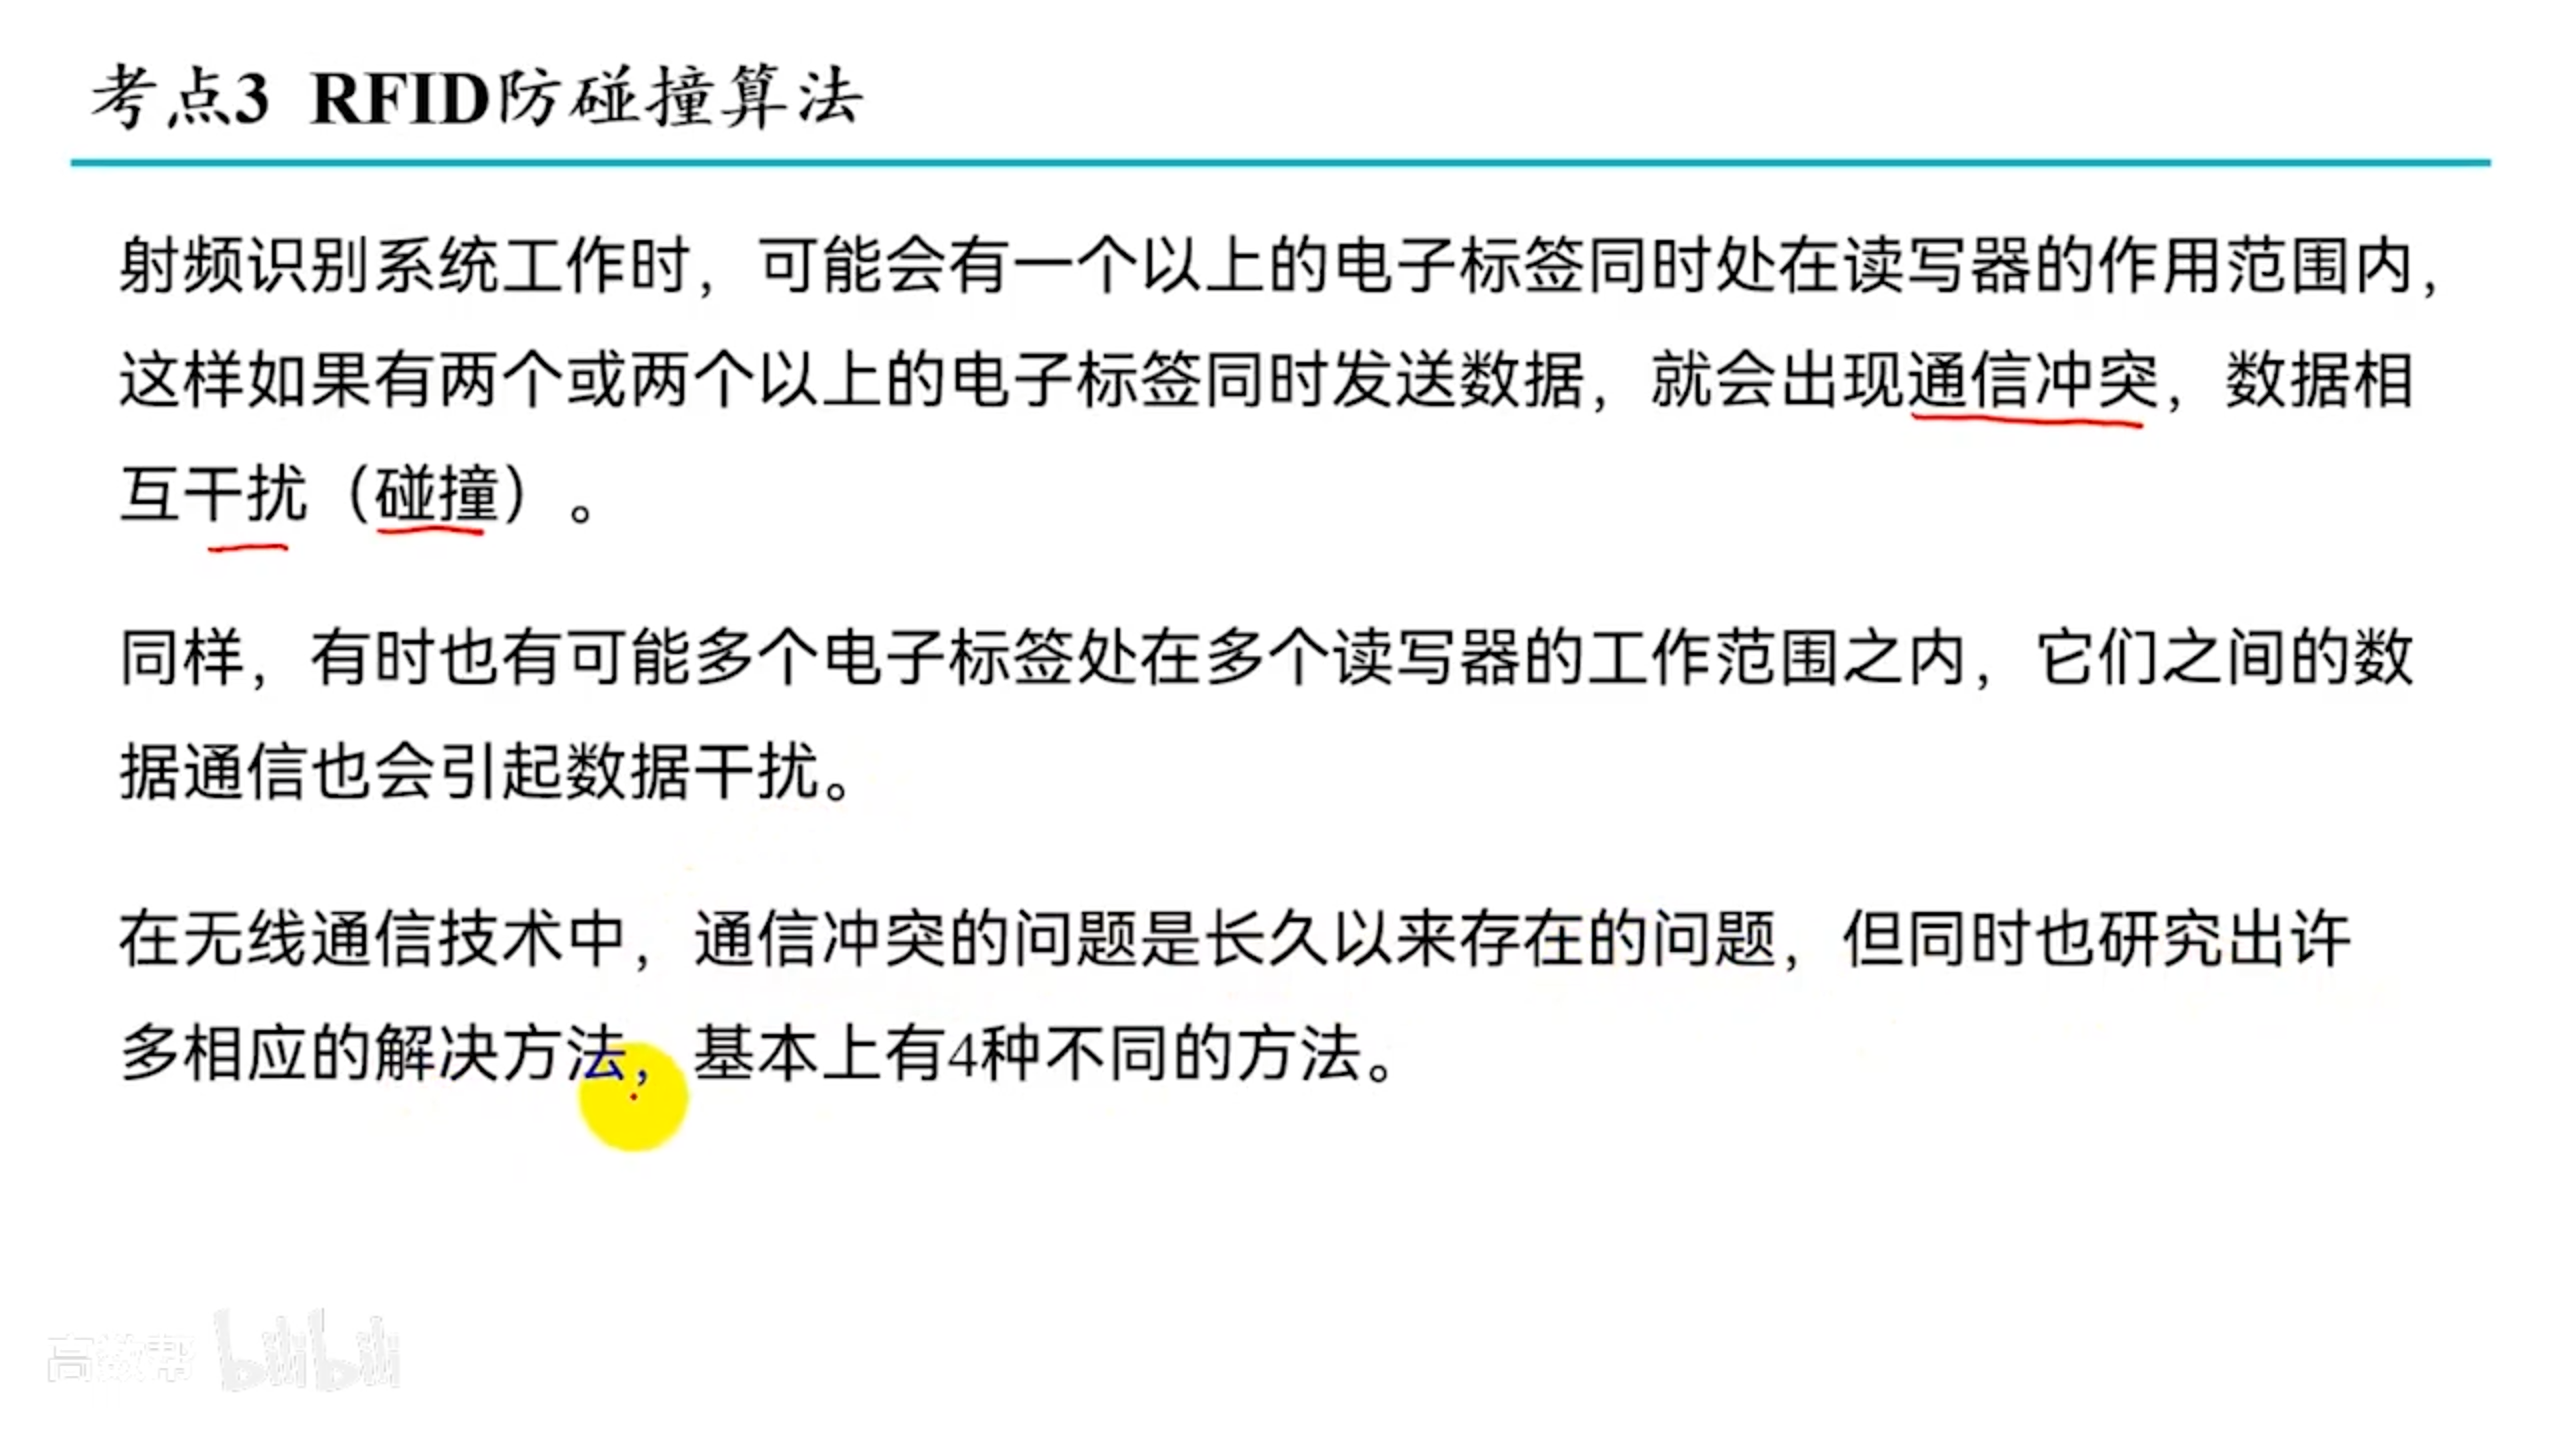 考点3 RFID防碰撞算法
射频识别系统工作时，可能会有一个以上的电子标签同时处在读写器的作用范围内，
这样如果有两个或两个以上的电子标签同时发送数据，就会出现通信冲突，数据相
互干扰（碰撞）。
同样，有时也有可能多个电子标签处在多个读写器的工作范围之内，它们之间的数
据通信也会引起数据干扰。
在无线通信技术中，通信冲突的问题是长久以来存在的问题，但同时也研究出许
多相应的解决方法，基本上有4种不同的方法。
高数帮 bilibili